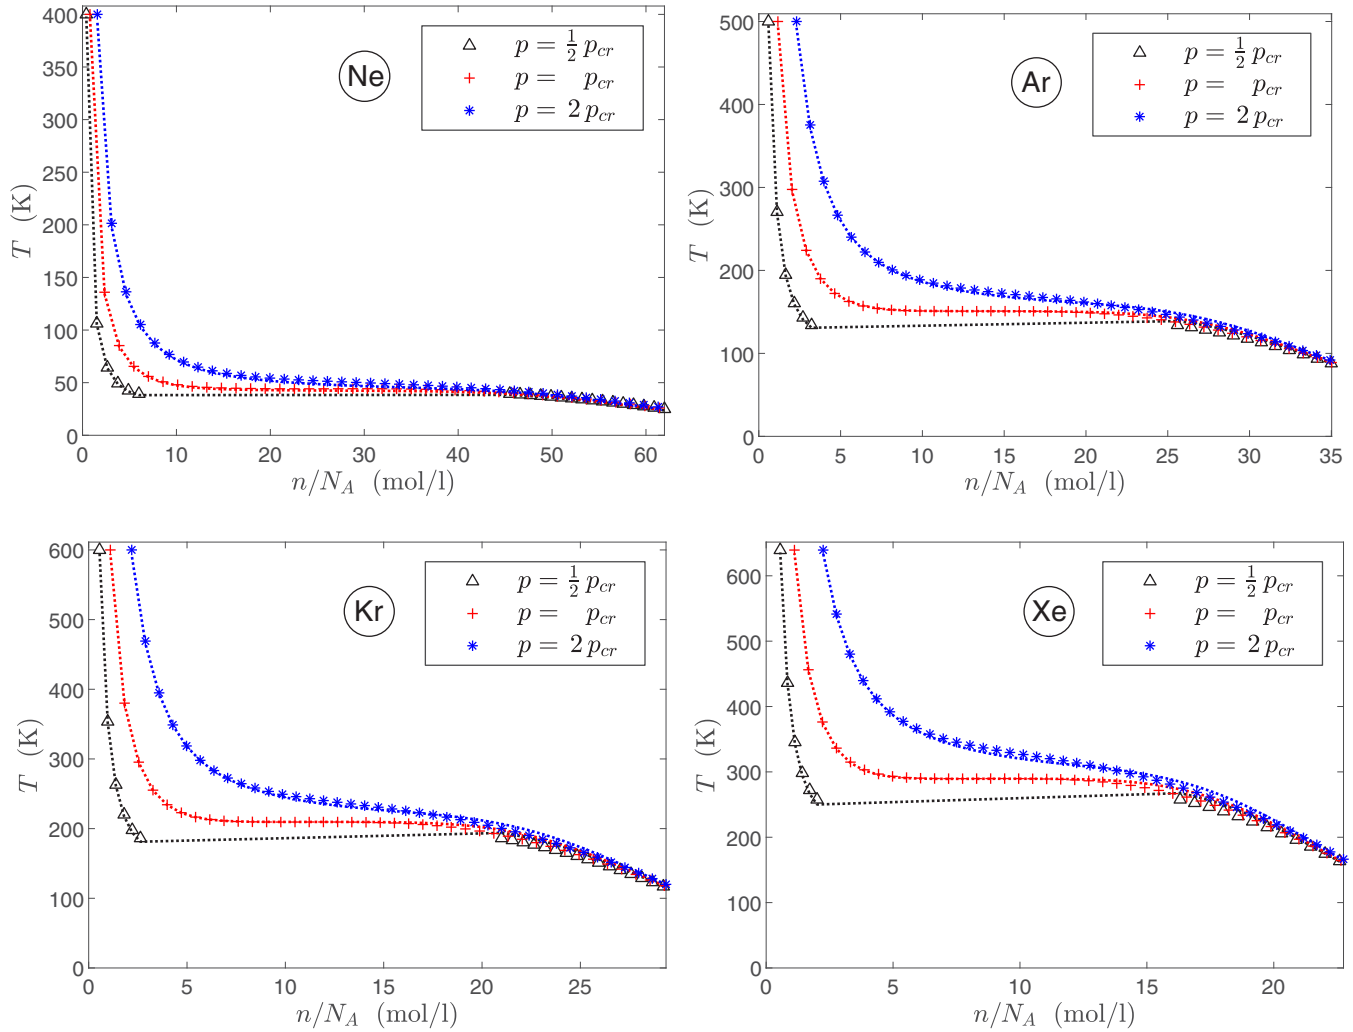 Ne
p = 1/2 p_cr
p = p_cr
p = 2 p_cr
400
350
300
250
200
150
100
50
0
T (K)
0 10 20 30 40 50 60
n/N_A (mol/l)
Ar
p = 1/2 p_cr
p = p_cr
p = 2 p_cr
500
400
300
200
100
0
T (K)
0 5 10 15 20 25 30 35
n/N_A (mol/l)
Kr
p = 1/2 p_cr
p = p_cr
p = 2 p_cr
600
500
400
300
200
100
0
T (K)
0 5 10 15 20 25
n/N_A (mol/l)
Xe
p = 1/2 p_cr
p = p_cr
p = 2 p_cr
600
500
400
300
200
100
0
T (K)
0 5 10 15 20
n/N_A (mol/l)